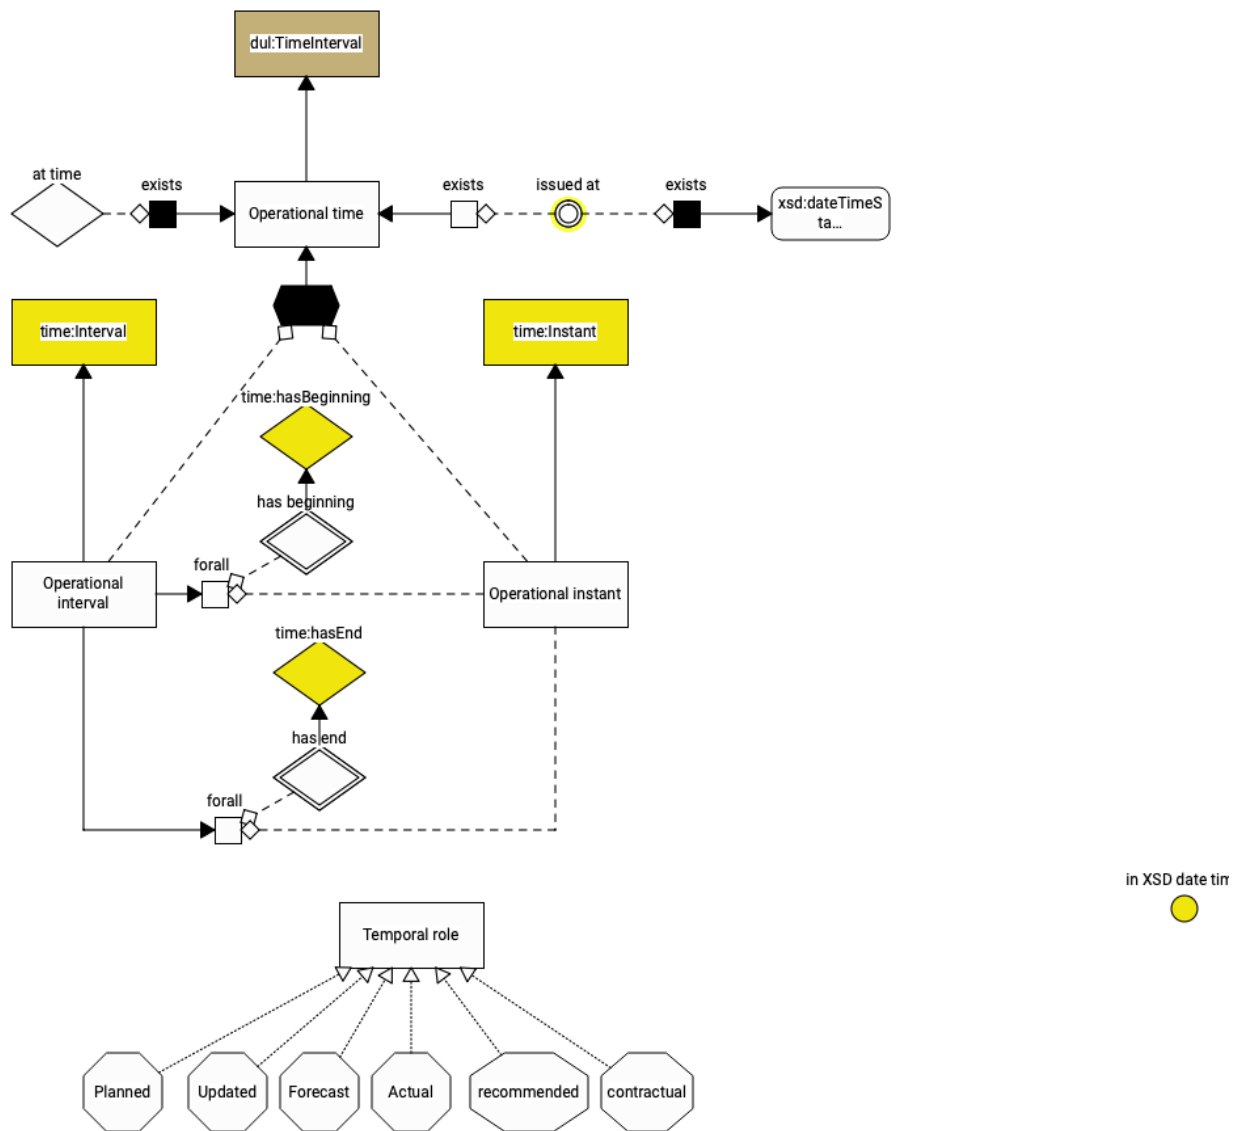 dul:TimeInterval
at time
exists
exists
issued at
exists
Operational time
xsd:dateTimeS
ta...
time:Interval
time:Instant
time:hasBeginning
has beginning
forall
Operational
interval
Operational instant
time:hasEnd
has end
forall
in XSD date tim
Temporal role
Planned
Updated
Forecast
Actual
recommended
contractual